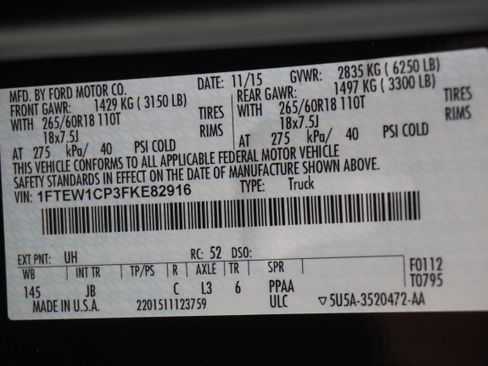 MFD. BY FORD MOTOR CO.
DATE: 11/15 GVWR: 2835 KG ( 6250 LB)
FRONT GAWR: 1429 KG ( 3150 LB) REAR GAWR: 1497 KG ( 3300 LB)
WITH 265/60R18 110T TIRES WITH 265/60R18 110T TIRES
18x7.5J RIMS 18x7.5J RIMS
AT 275 kPa/ 40 PSI COLD AT 275 kPa/ 40 PSI COLD
THIS VEHICLE CONFORMS TO ALL APPLICABLE FEDERAL MOTOR VEHICLE
SAFETY STANDARDS IN EFFECT ON THE DATE OF MANUFACTURE SHOWN ABOVE.
VIN: 1FTEW1CP3FKE82916 TYPE: Truck
EXT PNT: UH RC: 52 DSO: F0112
WB INT TR TP/PS R AXLE TR SPR T0795
145 JB C L3 6 PPAA
MADE IN U.S.A. 2201511123759 ULC ▽5U5A-3520472-AA